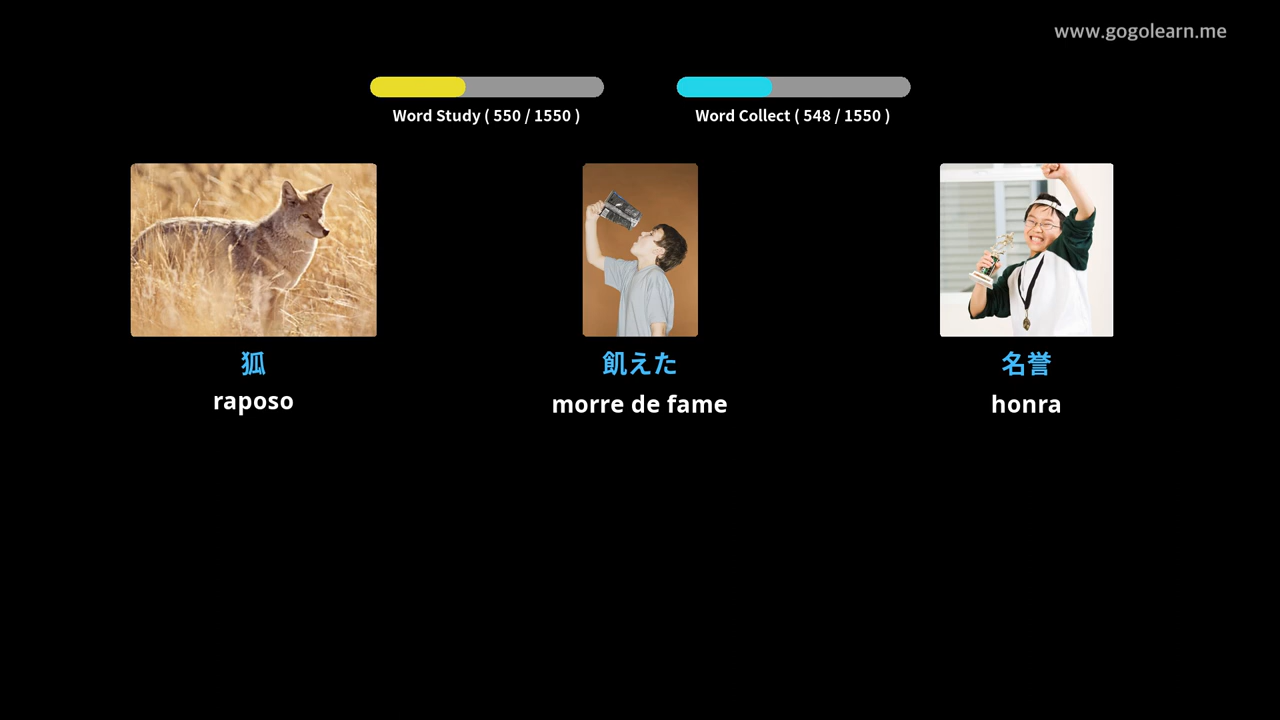 www.gogolearn.me
Word Study ( 550 / 1550 )
Word Collect ( 548 / 1550 )
狐
raposo
飢えた
morre de fame
名誉
honra